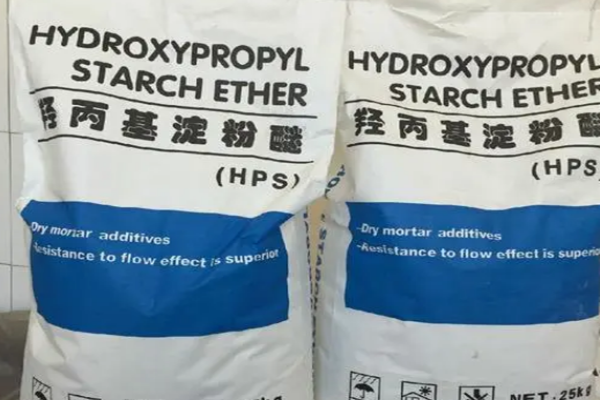 HYDROXYPROPYL
STARCH ETHER
羟丙基淀粉醚
(HPS)
Dry mortar additives
Resistance to flow effect is superior
HYDROXYPROPYL
STARCH ETHER
羟丙基淀粉醚
(HPS
-Dry mortar additives
-Resistance to flow effect is superio
NET.:25kg